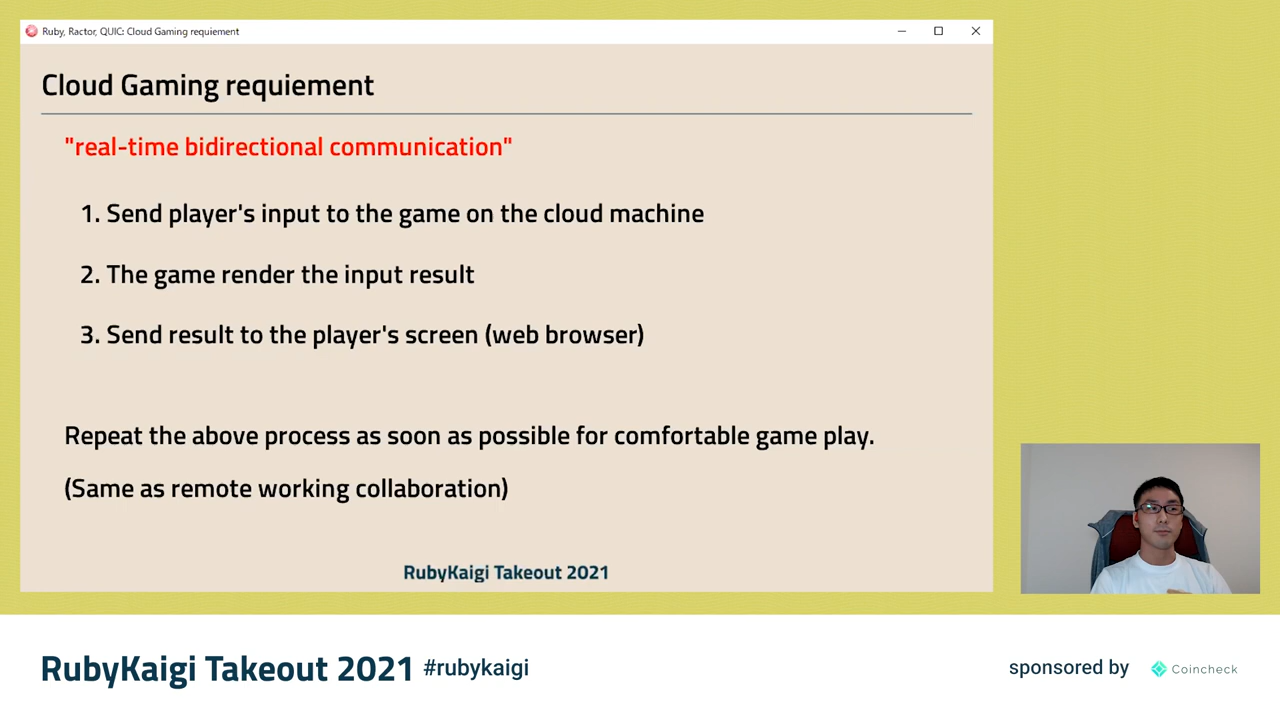 Ruby, Ractor, QUIC: Cloud Gaming requiement
Cloud Gaming requiement
"real-time bidirectional communication"
1. Send player's input to the game on the cloud machine
2. The game render the input result
3. Send result to the player's screen (web browser)
Repeat the above process as soon as possible for comfortable game play.
(Same as remote working collaboration)
RubyKaigi Takeout 2021
RubyKaigi Takeout 2021 #rubykaigi
sponsored by Coincheck